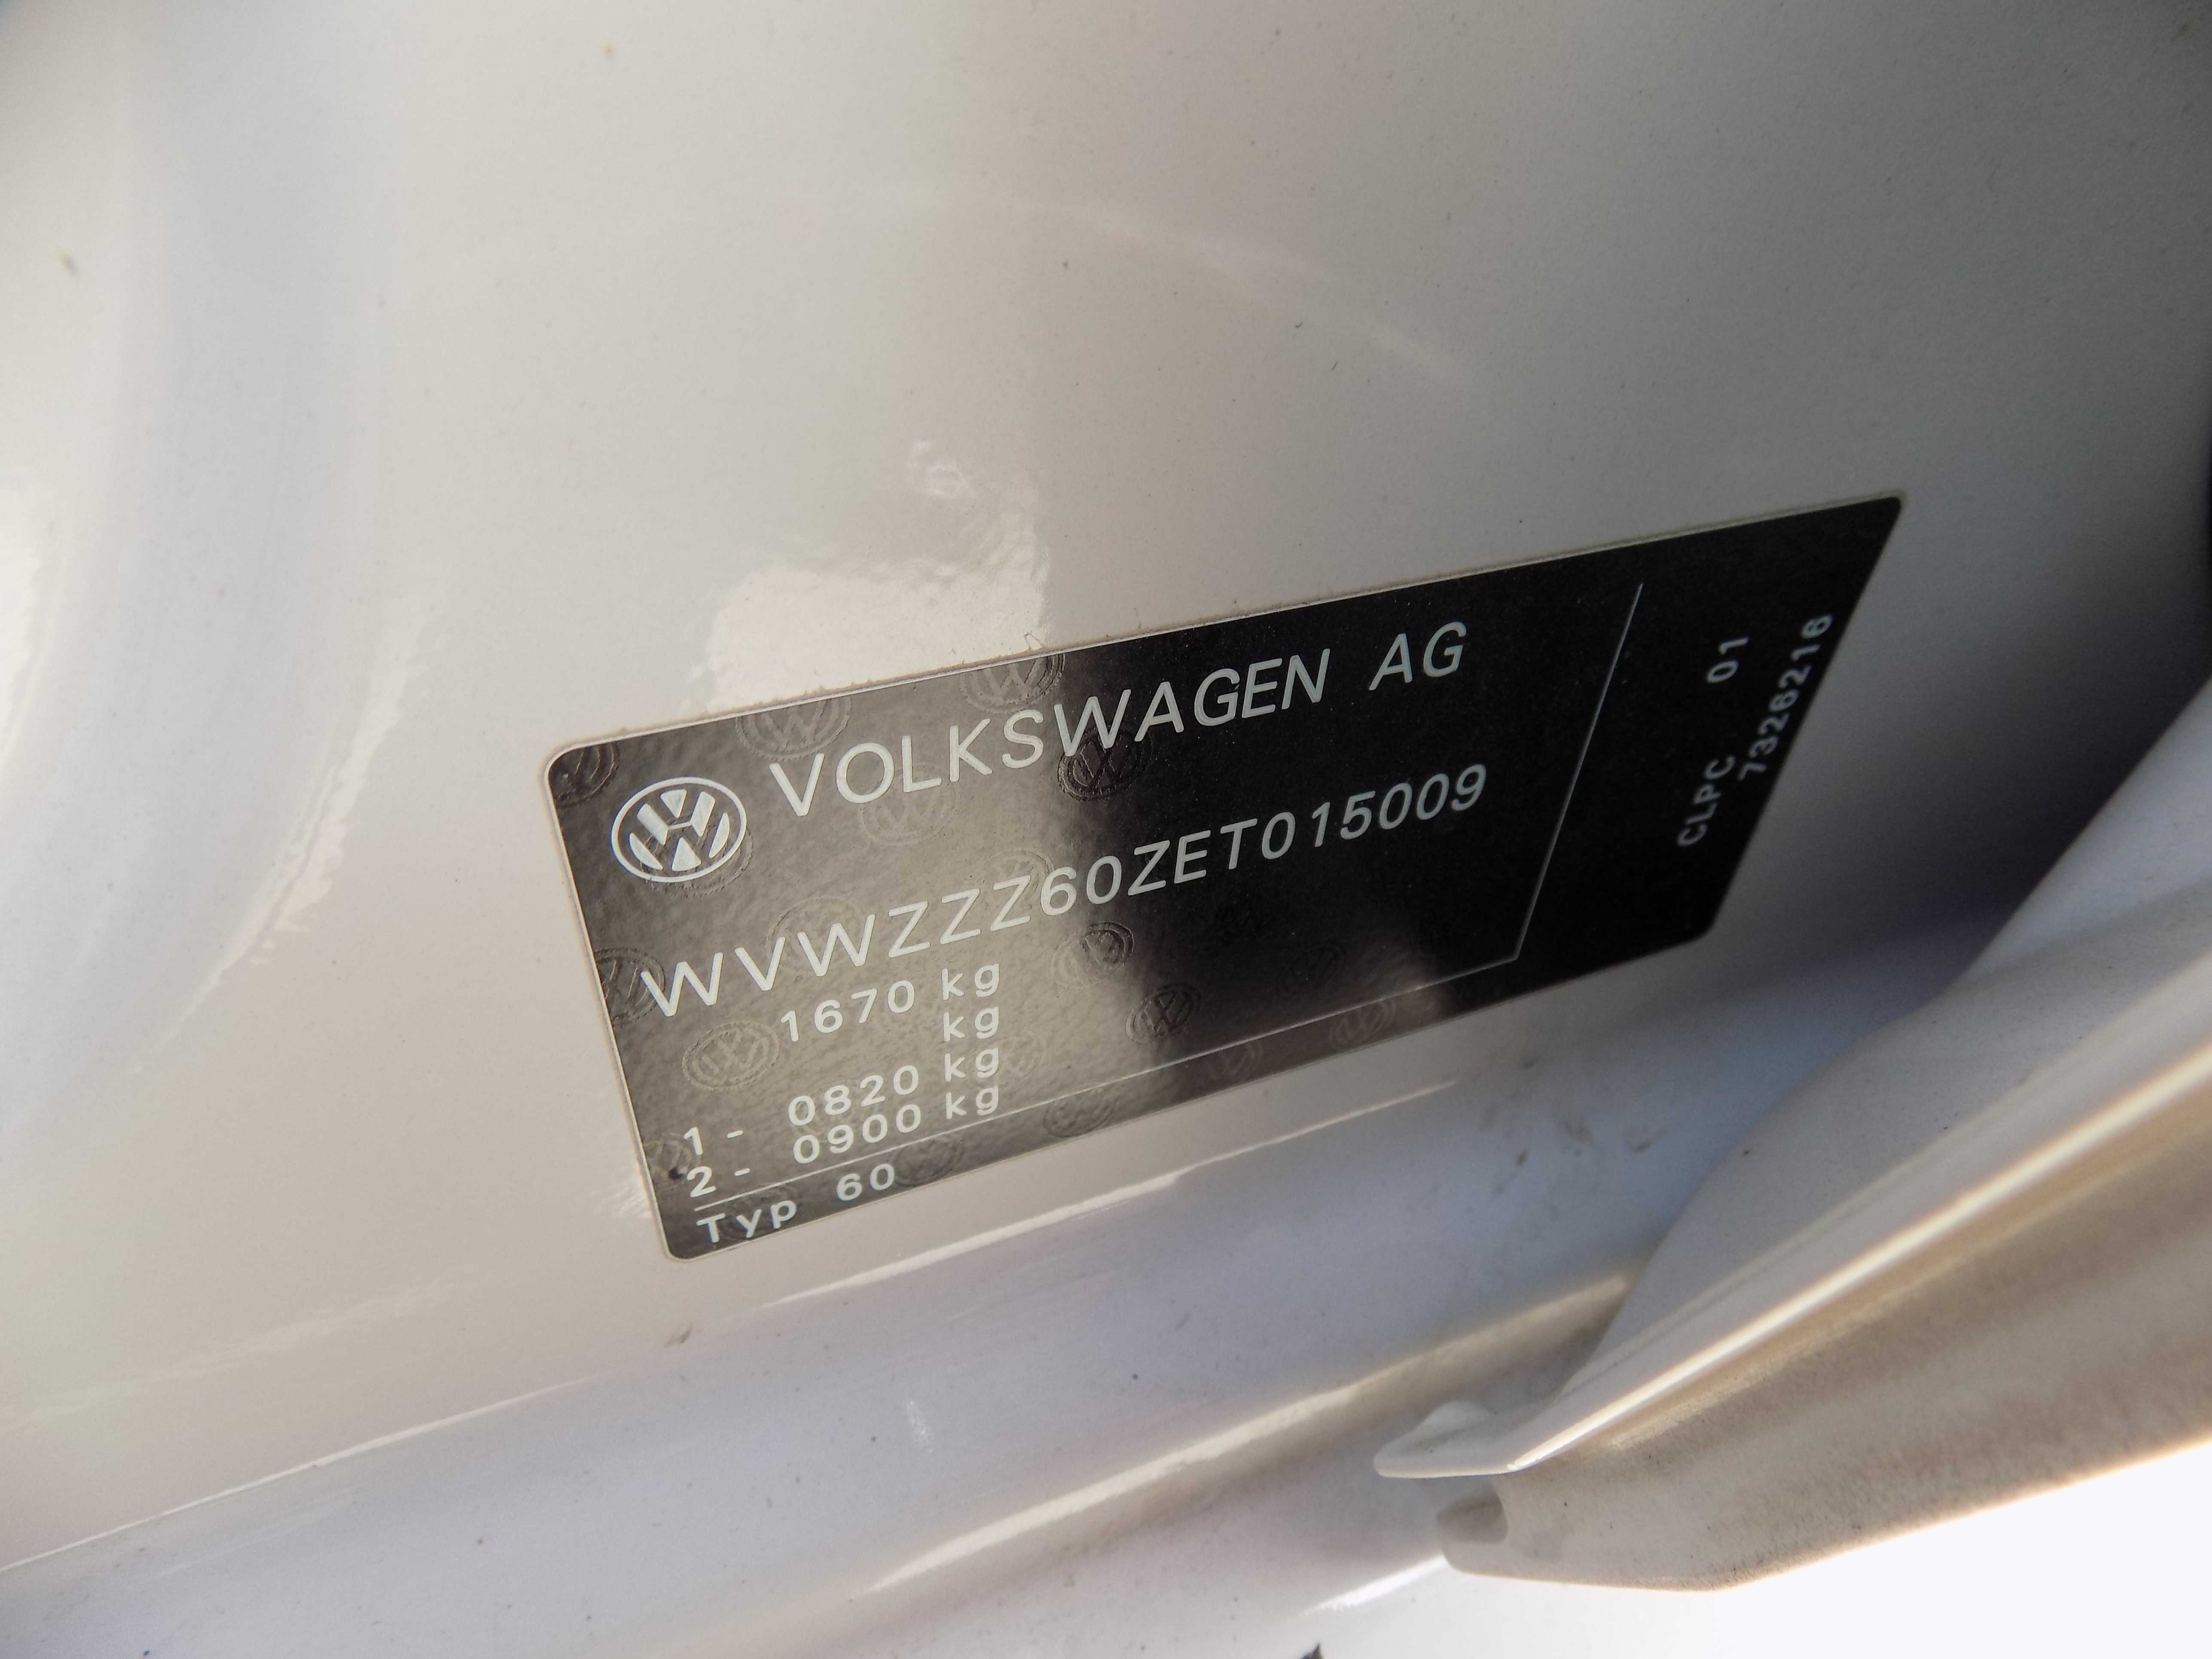 VOLKSWAGEN AG
WVWZZZ60ZET015009
1670 kg
kg
1- 0820 kg
2- 0900 kg
Typ 60
CLPC 01
7326216